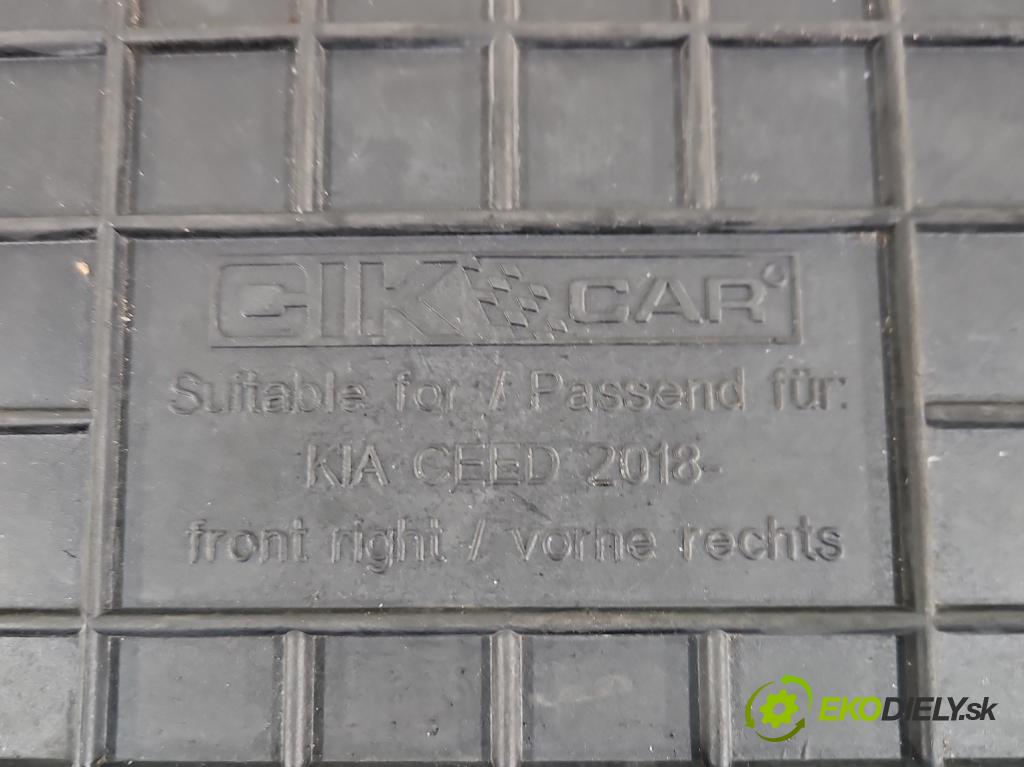 CIK CAR
Suitable for / Passend für:
KIA CEED 2018-
front right / vorne rechts
EKODIELY.sk